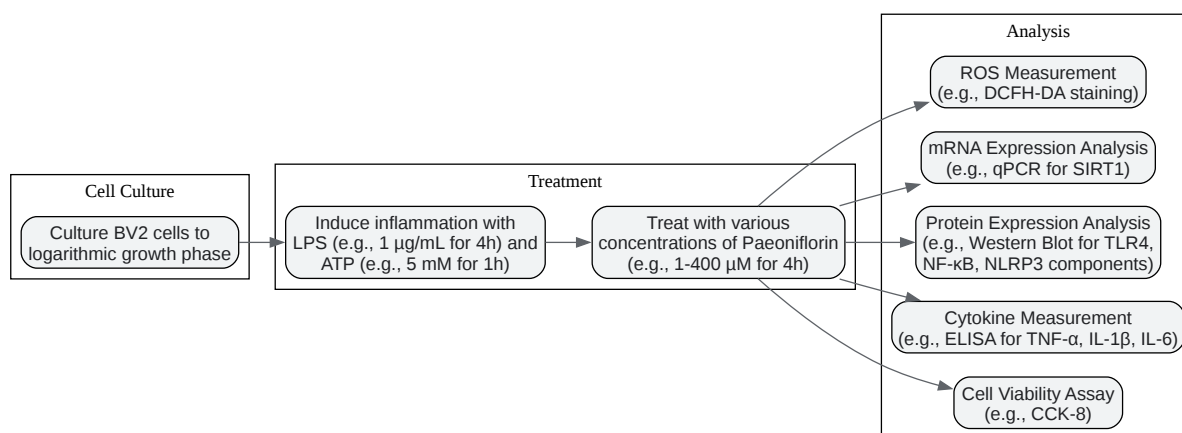 Cell Culture
Culture BV2 cells to
logarithmic growth phase
Treatment
Induce inflammation with
LPS (e.g., 1 µg/mL for 4h) and
ATP (e.g., 5 mM for 1h)
Treat with various
concentrations of Paeoniflorin
(e.g., 1-400 µM for 4h)
Analysis
ROS Measurement
(e.g., DCFH-DA staining)
mRNA Expression Analysis
(e.g., qPCR for SIRT1)
Protein Expression Analysis
(e.g., Western Blot for TLR4,
NF-κB, NLRP3 components)
Cytokine Measurement
(e.g., ELISA for TNF-α, IL-1β, IL-6)
Cell Viability Assay
(e.g., CCK-8)